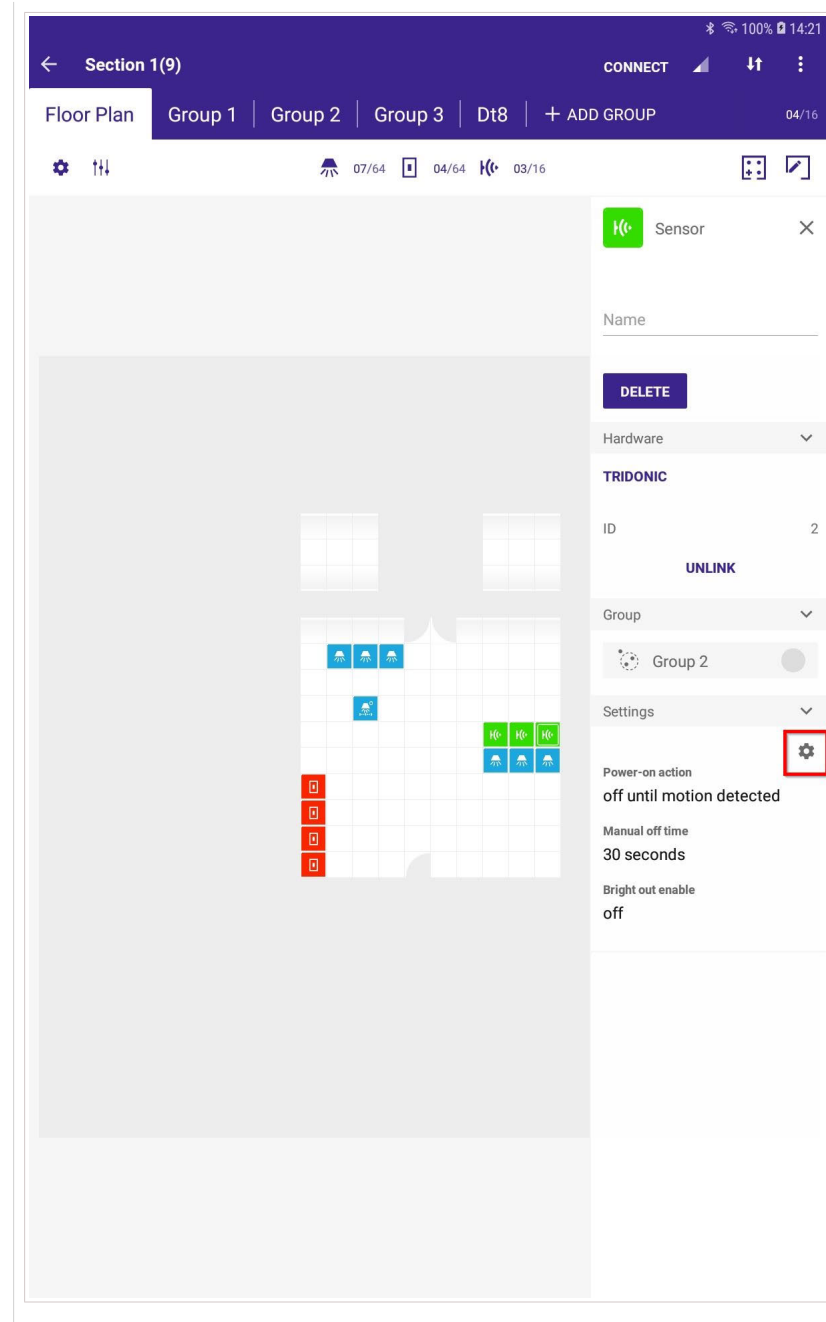 100% 14:21
Section 1(9) CONNECT
Floor Plan Group 1 Group 2 Group 3 Dt8 + ADD GROUP 04/16
07/64 04/64 03/16
Sensor
Name
DELETE
Hardware
TRIDONIC
ID 2
UNLINK
Group
Group 2
Settings
Power-on action
off until motion detected
Manual off time
30 seconds
Bright out enable
off